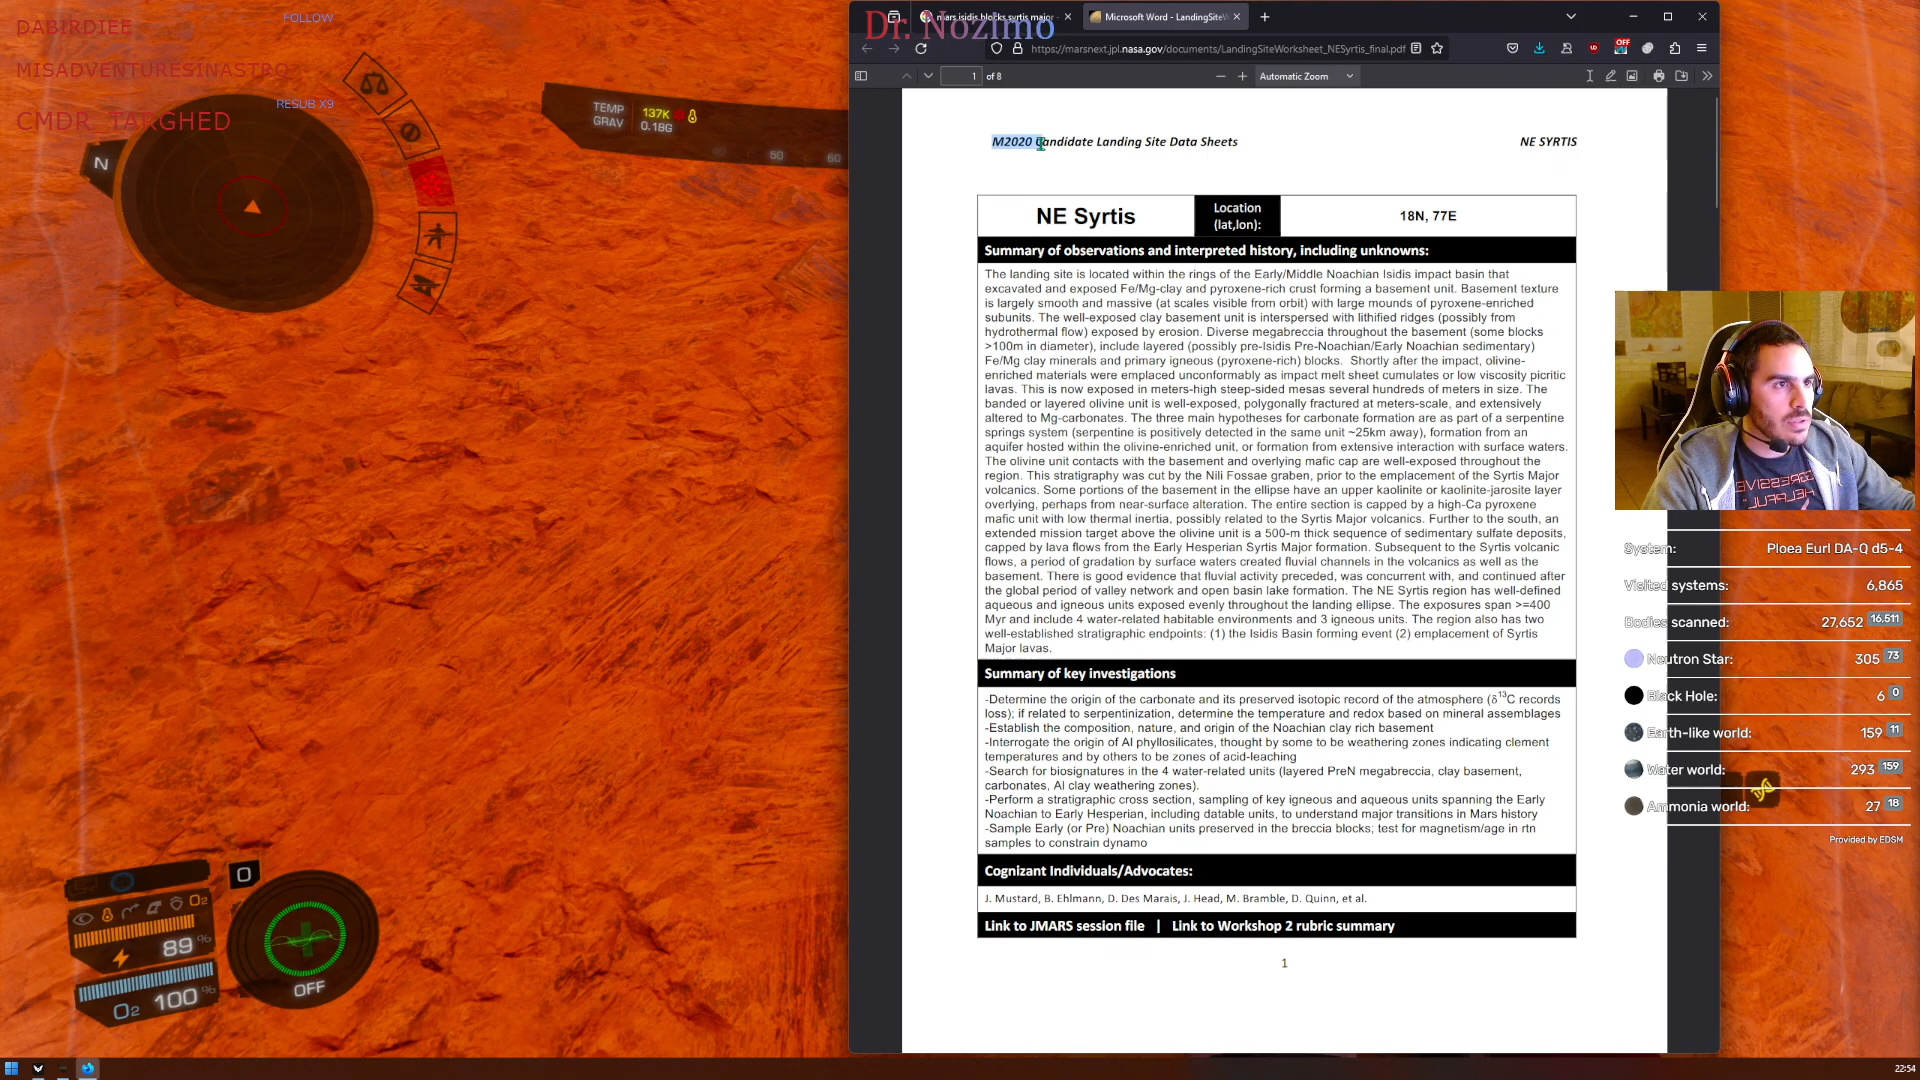 DABIRDIEE
FOLLOW
MISADVENTURESINASTRO
RESUB X9
CMDR_TARGHED
N
TEMP 137K
GRAV 0.18G
50 60
Dr. Nozimo
mars isidis blocks syrtis major
Microsoft Word - LandingSiteW
https://marsnext.jpl.nasa.gov/documents/LandingSiteWorksheet_NESyrtis_final.pdf
OFF
1 of 8
Automatic Zoom
M2020 Candidate Landing Site Data Sheets
NE SYRTIS
NE Syrtis
Location
(lat,lon):
18N, 77E
Summary of observations and interpreted history, including unknowns:
The landing site is located within the rings of the Early/Middle Noachian Isidis impact basin that
excavated and exposed Fe/Mg-clay and pyroxene-rich crust forming a basement unit. Basement texture
is largely smooth and massive (at scales visible from orbit) with large mounds of pyroxene-enriched
subunits. The well-exposed clay basement unit is interspersed with lithified ridges (possibly from
hydrothermal flow) exposed by erosion. Diverse megabreccia throughout the basement (some blocks
>100m in diameter), include layered (possibly pre-Isidis Pre-Noachian/Early Noachian sedimentary)
Fe/Mg clay minerals and primary igneous (pyroxene-rich) blocks. Shortly after the impact, olivine-
enriched materials were emplaced unconformably as impact melt sheet cumulates or low viscosity picritic
lavas. This is now exposed in meters-high steep-sided mesas several hundreds of meters in size. The
banded or layered olivine unit is well-exposed, polygonally fractured at meters-scale, and extensively
altered to Mg-carbonates. The three main hypotheses for carbonate formation are as part of a serpentine
springs system (serpentine is positively detected in the same unit ~25km away), formation from an
aquifer hosted within the olivine-enriched unit, or formation from extensive interaction with surface waters.
The olivine unit contacts with the basement and overlying mafic cap are well-exposed throughout the
region. This stratigraphy was cut by the Nili Fossae graben, prior to the emplacement of the Syrtis Major
volcanics. Some portions of the basement in the ellipse have an upper kaolinite or kaolinite-jarosite layer
overlying, perhaps from near-surface alteration. The entire section is capped by a high-Ca pyroxene
mafic unit with low thermal inertia, possibly related to the Syrtis Major volcanics. Further to the south, an
extended mission target above the olivine unit is a 500-m thick sequence of sedimentary sulfate deposits,
capped by lava flows from the Early Hesperian Syrtis Major formation. Subsequent to the Syrtis volcanic
flows, a period of gradation by surface waters created fluvial channels in the volcanics as well as the
basement. There is good evidence that fluvial activity preceded, was concurrent with, and continued after
the global period of valley network and open basin lake formation. The NE Syrtis region has well-defined
aqueous and igneous units exposed evenly throughout the landing ellipse. The exposures span >=400
Myr and include 4 water-related habitable environments and 3 igneous units. The region also has two
well-established stratigraphic endpoints: (1) the Isidis Basin forming event (2) emplacement of Syrtis
Major lavas.
Summary of key investigations
-Determine the origin of the carbonate and its preserved isotopic record of the atmosphere (δ13C records
loss); if related to serpentinization, determine the temperature and redox based on mineral assemblages
-Establish the composition, nature, and origin of the Noachian clay rich basement
-Interrogate the origin of Al phyllosilicates, thought by some to be weathering zones indicating clement
temperatures and by others to be zones of acid-leaching
-Search for biosignatures in the 4 water-related units (layered PreN megabreccia, clay basement,
carbonates, Al clay weathering zones).
-Perform a stratigraphic cross section, sampling of key igneous and aqueous units spanning the Early
Noachian to Early Hesperian, including datable units, to understand major transitions in Mars history
-Sample Early (or Pre) Noachian units preserved in the breccia blocks; test for magnetism/age in rtn
samples to constrain dynamo
Cognizant Individuals/Advocates:
J. Mustard, B. Ehlmann, D. Des Marais, J. Head, M. Bramble, D. Quinn, et al.
Link to JMARS session file | Link to Workshop 2 rubric summary
1
System: Ploea Eurl DA-Q d5-4
Visited systems: 6,865
Bodies scanned: 27,652 16,511
Neutron Star: 305 73
Black Hole: 6 0
Earth-like world: 159 11
Water world: 293 159
Ammonia world: 27 18
Provided by EDSM
0
O2
89 %
O2 100 %
OFF
22:54